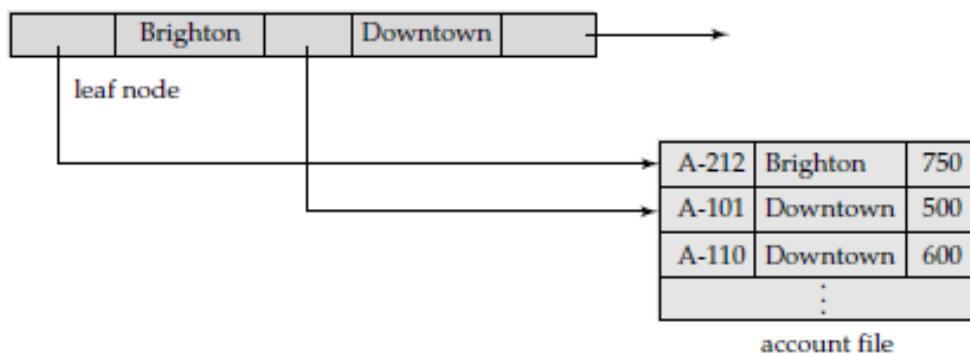 Brighton Downtown
leaf node
A-212 Brighton 750
A-101 Downtown 500
A-110 Downtown 600
⋮
account file